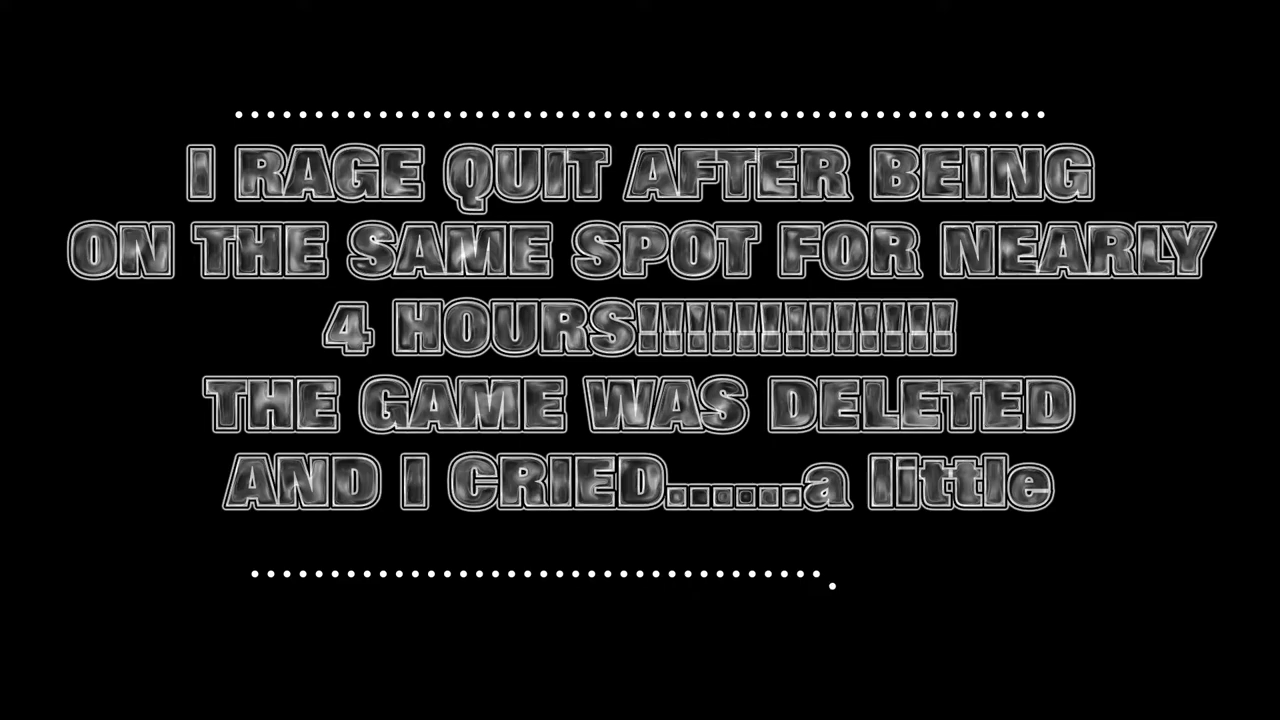 I RAGE QUIT AFTER BEING
ON THE SAME SPOT FOR NEARLY
4 HOURS!!!!!!!!!!!!!!
THE GAME WAS DELETED
AND I CRIED......a little